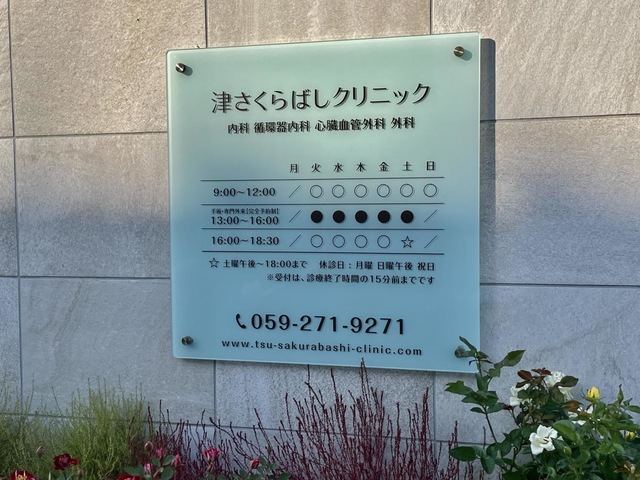 津さくらばしクリニック
内科 循環器内科 心臓血管外科 外科
月 火 水 木 金 土 日
9:00〜12:00 ／ ○ ○ ○ ○ ○ ○
手術・専門外来[完全予約制]
13:00〜16:00 ／ ● ● ● ● ● ／
16:00〜18:30 ／ ○ ○ ○ ○ ☆ ／
☆ 土曜午後〜18:00まで 休診日：月曜 日曜午後 祝日
※受付は、診療終了時間の15分前までです
059-271-9271
www.tsu-sakurabashi-clinic.com